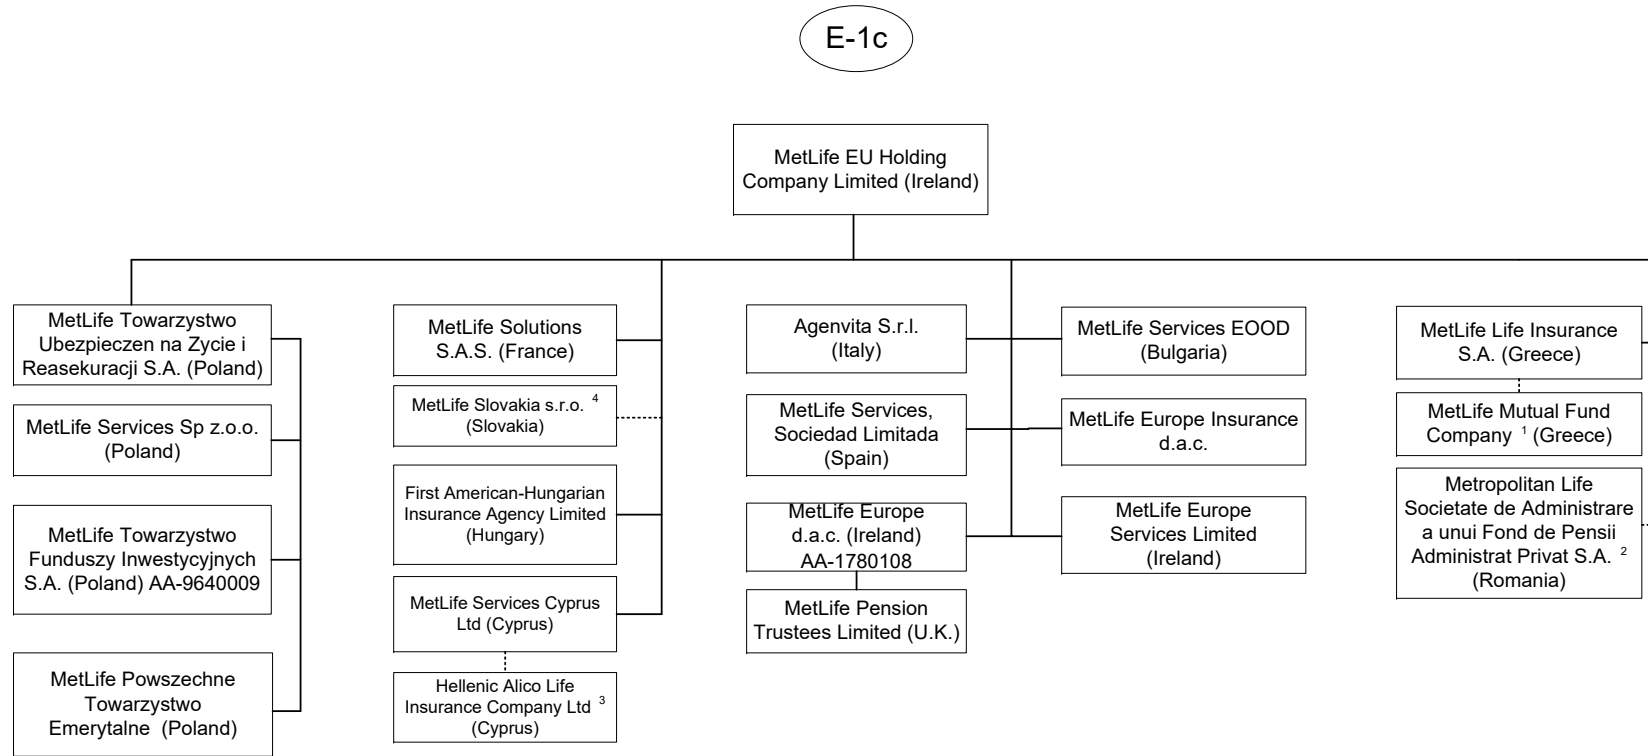 E-1c
MetLife EU Holding
Company Limited (Ireland)
MetLife Towarzystwo
Ubezpieczen na Zycie i
Reasekuracji S.A. (Poland)
MetLife Services Sp z.o.o.
(Poland)
MetLife Towarzystwo
Funduszy Inwestycyjnych
S.A. (Poland) AA-9640009
MetLife Powszechne
Towarzystwo
Emerytalne (Poland)
MetLife Solutions
S.A.S. (France)
MetLife Slovakia s.r.o. 4
(Slovakia)
First American-Hungarian
Insurance Agency Limited
(Hungary)
MetLife Services Cyprus
Ltd (Cyprus)
Hellenic Alico Life
Insurance Company Ltd 3
(Cyprus)
Agenvita S.r.l.
(Italy)
MetLife Services,
Sociedad Limitada
(Spain)
MetLife Europe
d.a.c. (Ireland)
AA-1780108
MetLife Pension
Trustees Limited (U.K.)
MetLife Services EOOD
(Bulgaria)
MetLife Europe Insurance
d.a.c.
MetLife Europe
Services Limited
(Ireland)
MetLife Life Insurance
S.A. (Greece)
MetLife Mutual Fund
Company 1 (Greece)
Metropolitan Life
Societate de Administrare
a unui Fond de Pensii
Administrat Privat S.A. 2
(Romania)